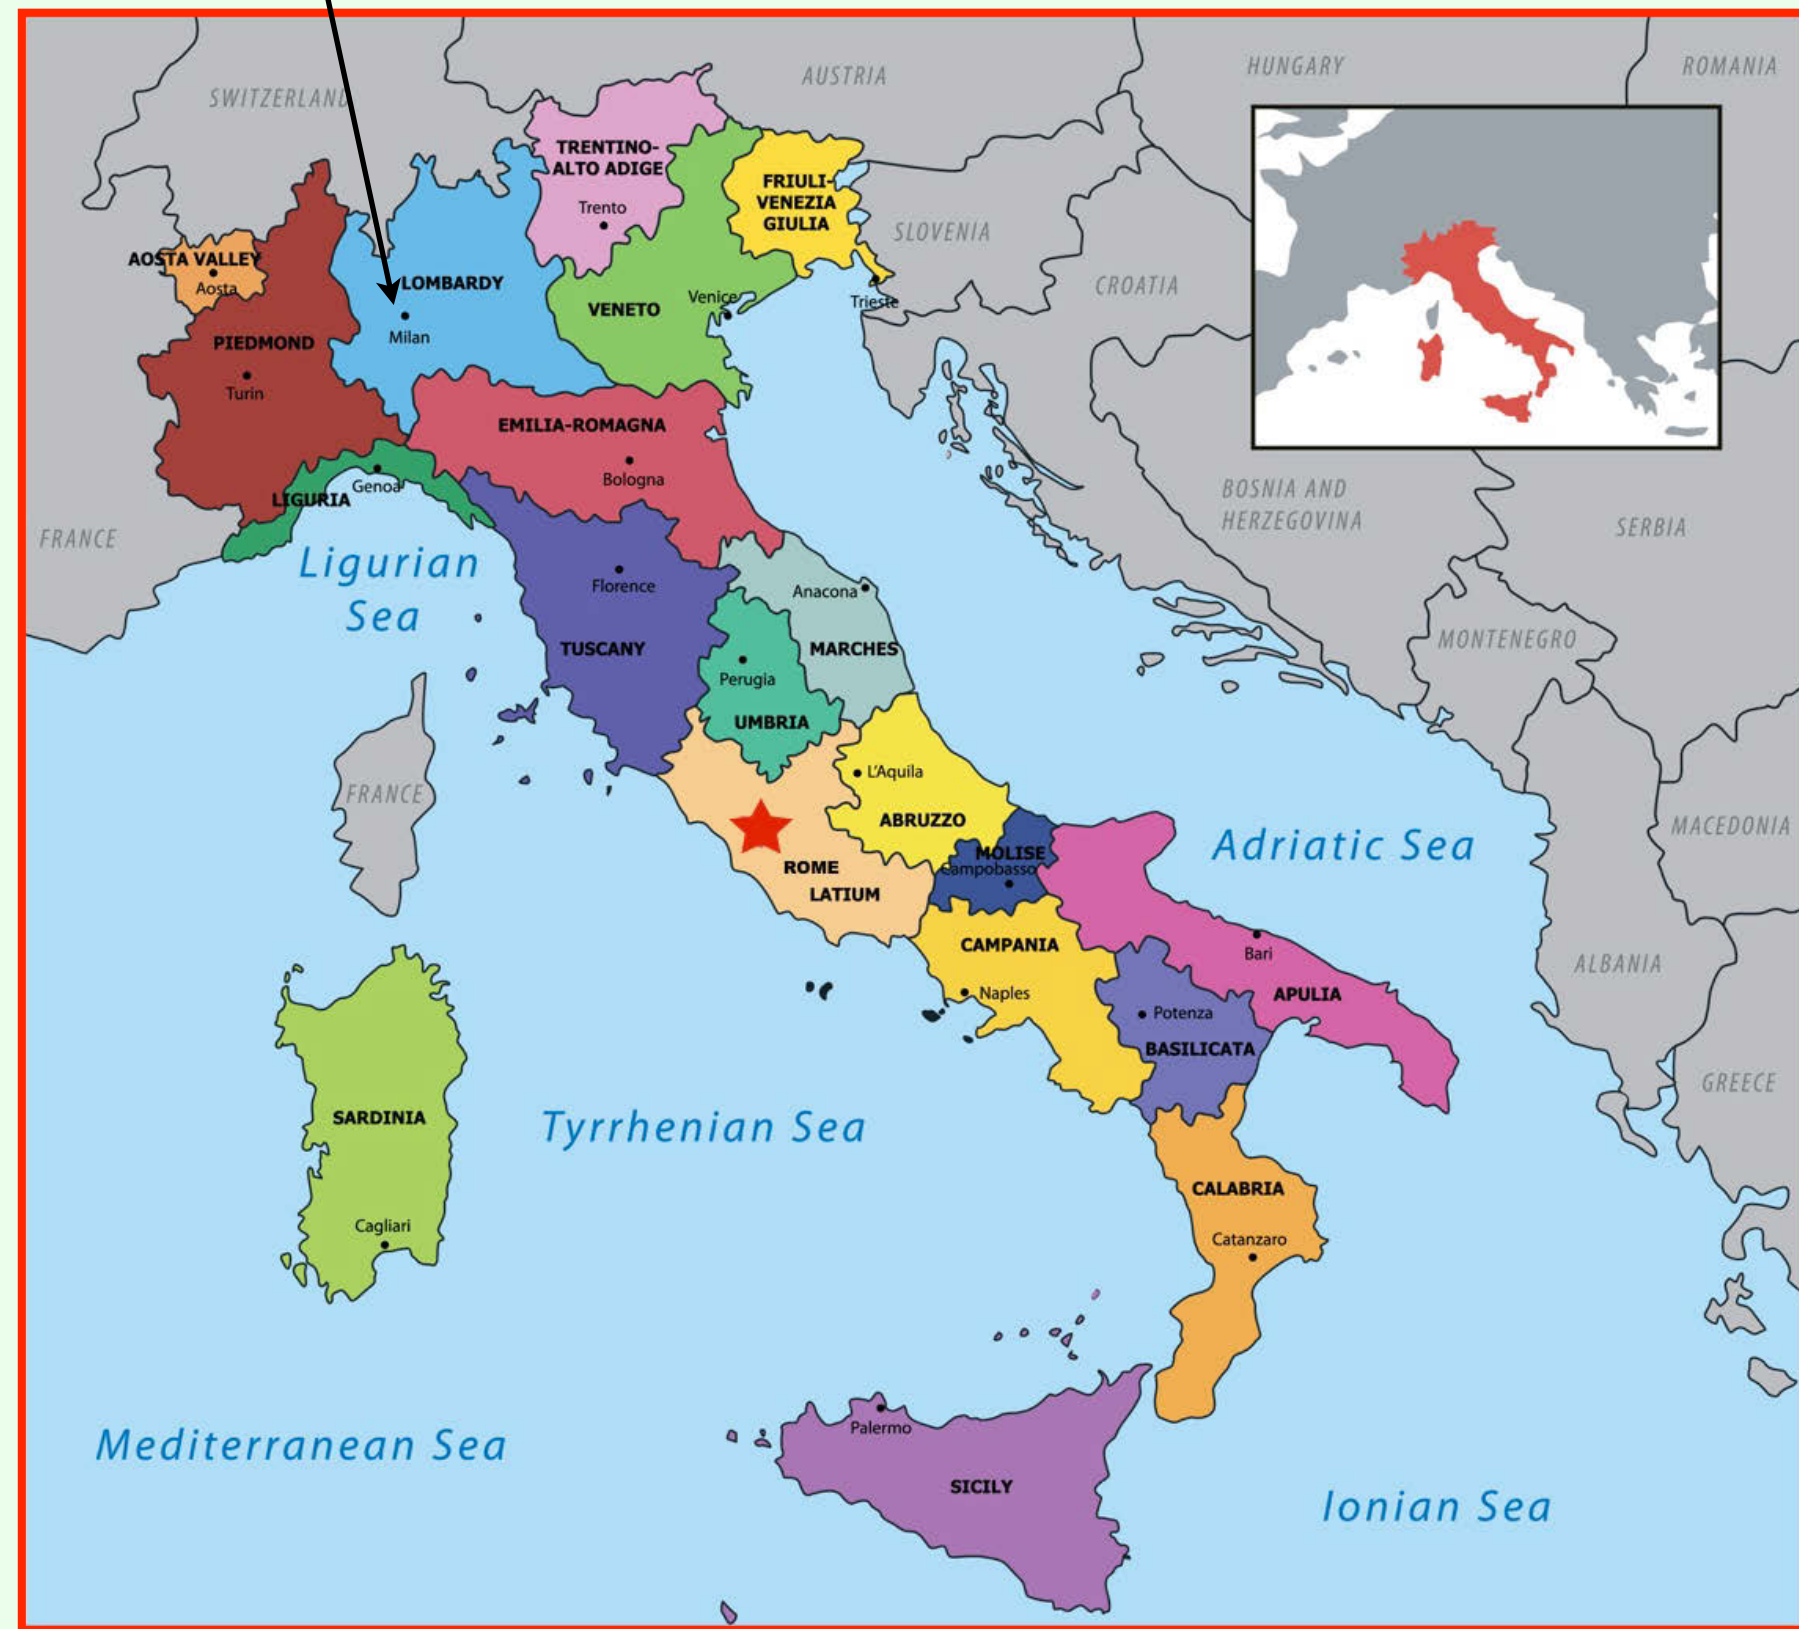 SWITZERLAND
AUSTRIA
HUNGARY
ROMANIA
TRENTINO-
ALTO ADIGE
Trento
FRIULI-
VENEZIA
GIULIA
SLOVENIA
CROATIA
AOSTA VALLEY
Aosta
LOMBARDY
Milan
VENETO
Venice
Trieste
PIEDMOND
Turin
EMILIA-ROMAGNA
Bologna
LIGURIA
Genoa
BOSNIA AND
HERZEGOVINA
SERBIA
FRANCE
Ligurian
Sea
Florence
TUSCANY
Anacona
MARCHES
Perugia
UMBRIA
MONTENEGRO
FRANCE
L'Aquila
ABRUZZO
MOLISE
Campobasso
Adriatic Sea
MACEDONIA
ROME
LATIUM
CAMPANIA
Naples
Bari
APULIA
Potenza
BASILICATA
ALBANIA
GREECE
SARDINIA
Cagliari
Tyrrhenian Sea
CALABRIA
Catanzaro
Mediterranean Sea
Palermo
SICILY
Ionian Sea